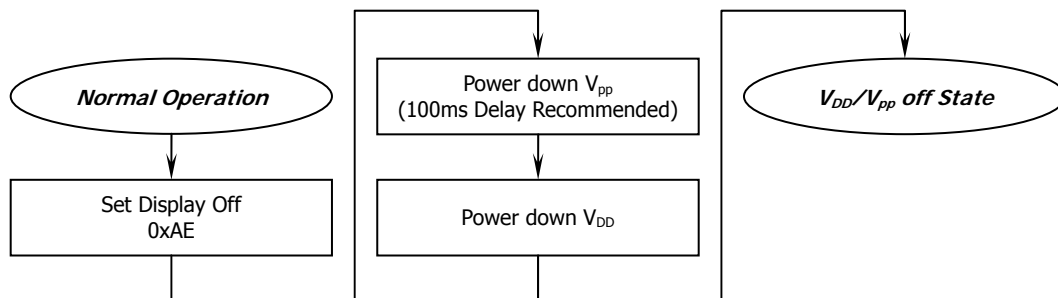 Normal Operation
Set Display Off
0xAE
Power down Vpp
(100ms Delay Recommended)
Power down VDD
VDD/Vpp off State